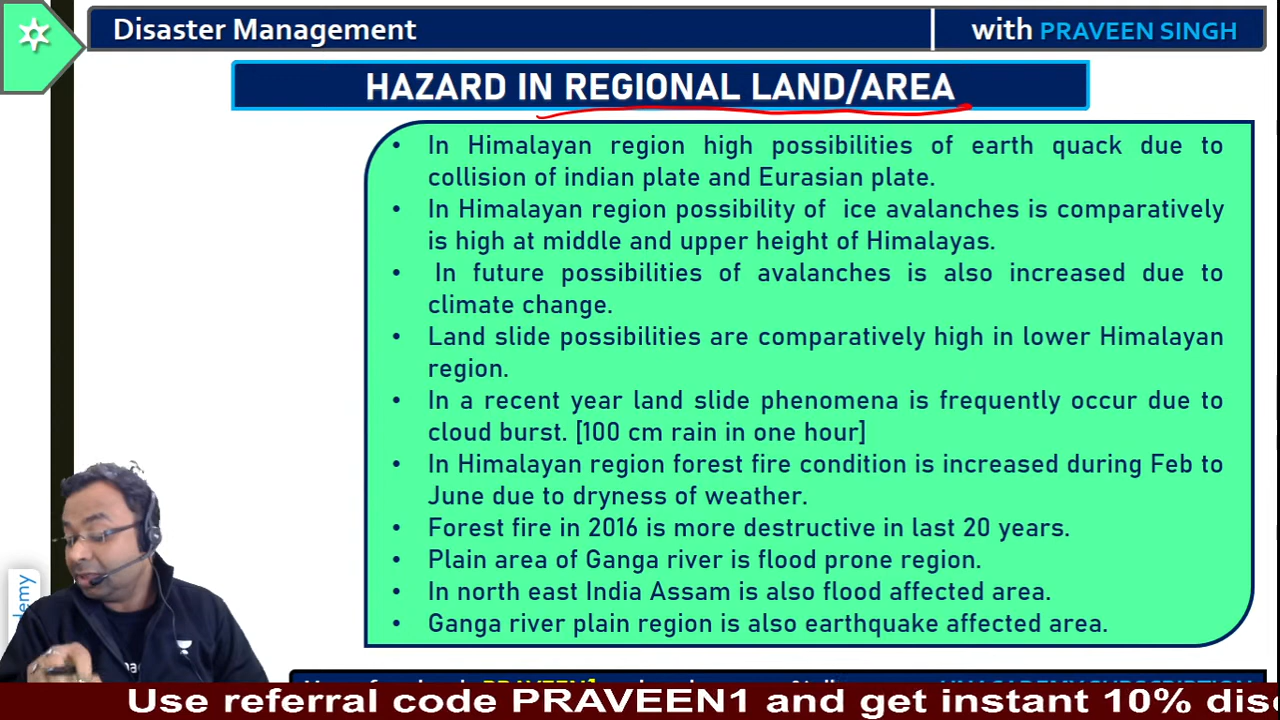 Disaster Management
with PRAVEEN SINGH
HAZARD IN REGIONAL LAND/AREA
• In Himalayan region high possibilities of earth quack due to
collision of indian plate and Eurasian plate.
• In Himalayan region possibility of ice avalanches is comparatively
is high at middle and upper height of Himalayas.
• In future possibilities of avalanches is also increased due to
climate change.
• Land slide possibilities are comparatively high in lower Himalayan
region.
• In a recent year land slide phenomena is frequently occur due to
cloud burst. [100 cm rain in one hour]
• In Himalayan region forest fire condition is increased during Feb to
June due to dryness of weather.
• Forest fire in 2016 is more destructive in last 20 years.
• Plain area of Ganga river is flood prone region.
• In north east India Assam is also flood affected area.
• Ganga river plain region is also earthquake affected area.
demy
Use referral code PRAVEEN1 and get instant 10% disc